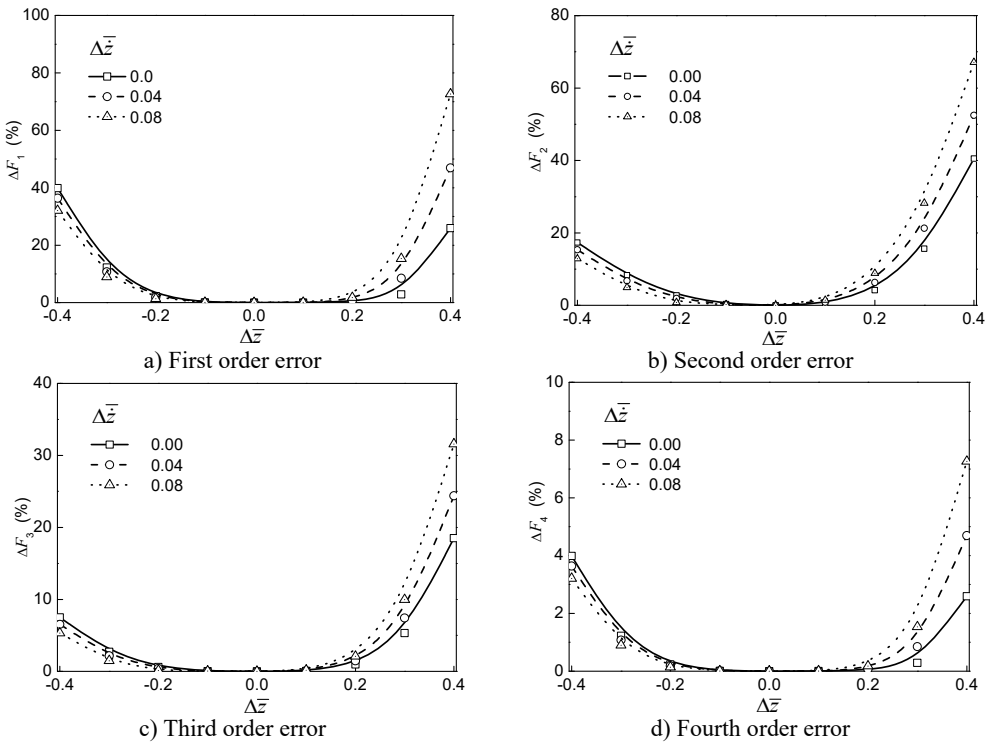 100
80
60
40
20
0
ΔF₁ (%)
Δz̄̇
0.0
0.04
0.08
-0.4 -0.2 0.0 0.2 0.4
Δz̄
a) First order error
80
60
40
20
0
ΔF₂ (%)
Δz̄̇
0.00
0.04
0.08
-0.4 -0.2 0.0 0.2 0.4
Δz̄
b) Second order error
40
30
20
10
0
ΔF₃ (%)
Δz̄̇
0.00
0.04
0.08
-0.4 -0.2 0.0 0.2 0.4
Δz̄
c) Third order error
10
8
6
4
2
0
ΔF₄ (%)
Δz̄̇
0.00
0.04
0.08
-0.4 -0.2 0.0 0.2 0.4
Δz̄
d) Fourth order error